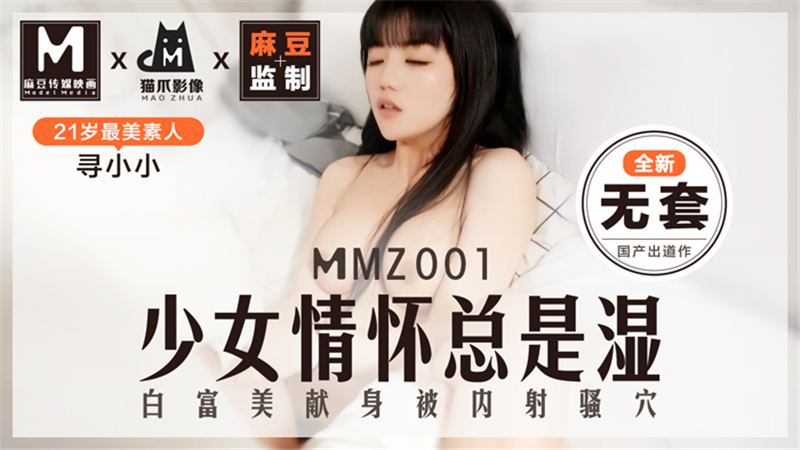 麻豆传媒映画
Model Media
x
猫爪影像
MAO ZHUA
x
麻豆
+
监制
21岁最美素人
寻小小
全新
无套
国产出道作
MMZ001
少女情怀总是湿
白富美献身被内射骚穴